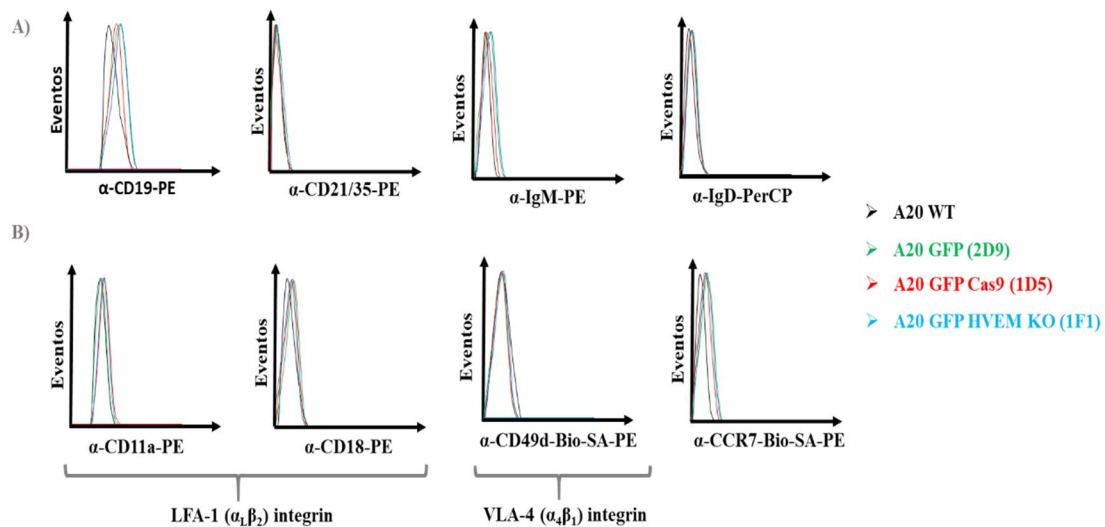 A)
Eventos
Eventos
Eventos
Eventos
α-CD19-PE
α-CD21/35-PE
α-IgM-PE
α-IgD-PerCP
➢ A20 WT
➢ A20 GFP (2D9)
➢ A20 GFP Cas9 (1D5)
➢ A20 GFP HVEM KO (1F1)
B)
Eventos
Eventos
Eventos
Eventos
α-CD11a-PE
α-CD18-PE
α-CD49d-Bio-SA-PE
α-CCR7-Bio-SA-PE
LFA-1 (αLβ2) integrin
VLA-4 (α4β1) integrin